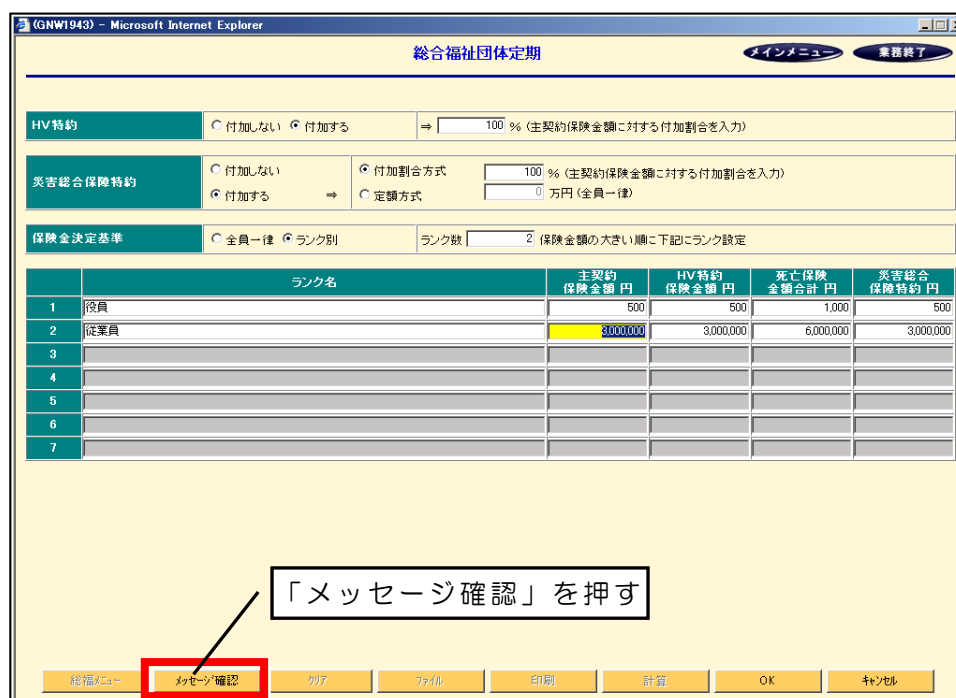 (GNW1943) - Microsoft Internet Explorer
総合福祉団体定期
メインメニュー
業務終了
HV特約
付加しない 付加する
⇒ 100 % (主契約保険金額に対する付加割合を入力)
災害総合保障特約
付加しない
付加する ⇒
付加割合方式 100 % (主契約保険金額に対する付加割合を入力)
定額方式 0 万円(全員一律)
保険金決定基準
全員一律 ランク別
ランク数 2 保険金額の大きい順に下記にランク設定
ランク名 主契約保険金額 円 HV特約保険金額 円 死亡保険金額合計 円 災害総合保障特約 円
1 役員 500 500 1,000 500
2 従業員 3,000,000 3,000,000 6,000,000 3,000,000
3
4
5
6
7
「メッセージ確認」を押す
総福メニュー メッセージ確認 クリア ファイル 印刷 計算 OK キャンセル